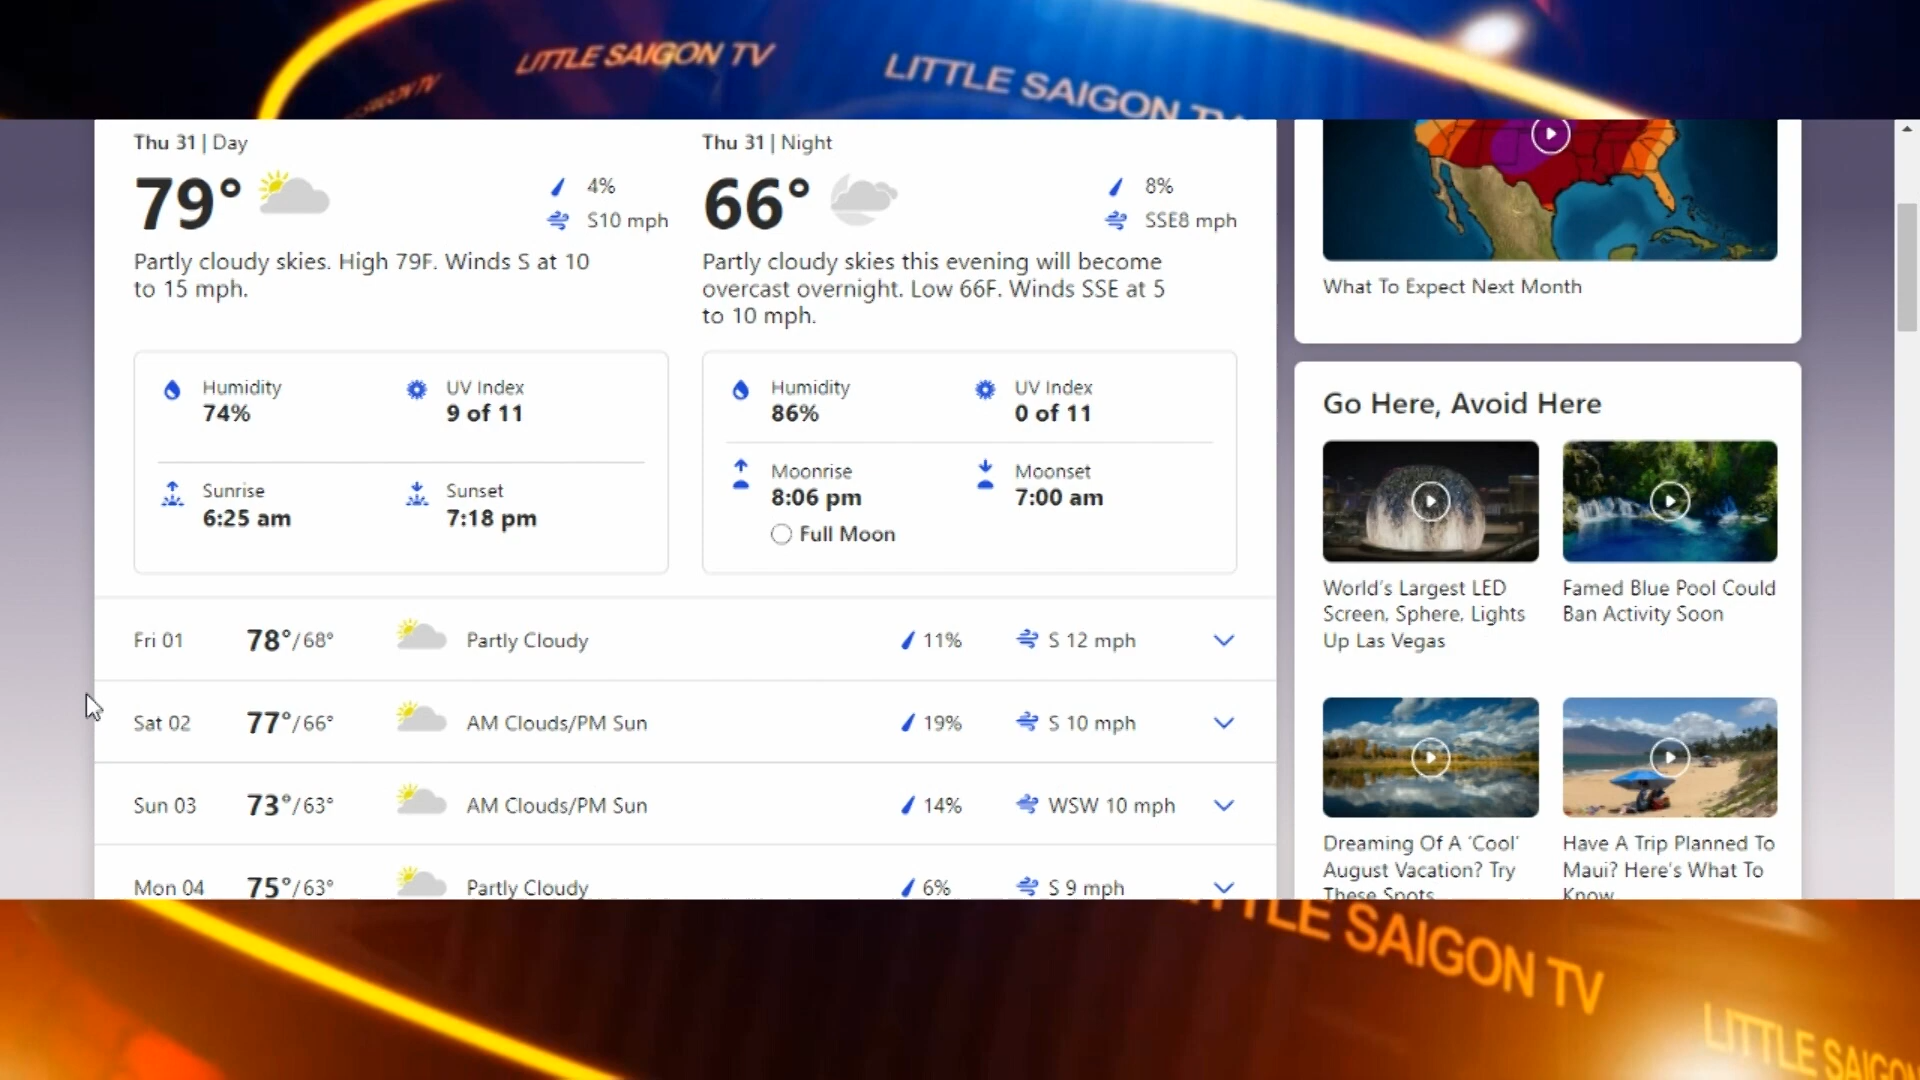 LITTLE SAIGON TV
LITTLE SAIGON TV
SAIGON TV
Thu 31 | Day
79°
4%
S10 mph
Partly cloudy skies. High 79F. Winds S at 10
to 15 mph.
Humidity
74%
UV Index
9 of 11
Sunrise
6:25 am
Sunset
7:18 pm
Thu 31 | Night
66°
8%
SSE8 mph
Partly cloudy skies this evening will become
overcast overnight. Low 66F. Winds SSE at 5
to 10 mph.
Humidity
86%
UV Index
0 of 11
Moonrise
8:06 pm
Full Moon
Moonset
7:00 am
Fri 01 78°/68° Partly Cloudy 11% S 12 mph
Sat 02 77°/66° AM Clouds/PM Sun 19% S 10 mph
Sun 03 73°/63° AM Clouds/PM Sun 14% WSW 10 mph
Mon 04 75°/63° Partly Cloudy 6% S 9 mph
What To Expect Next Month
Go Here, Avoid Here
World's Largest LED
Screen, Sphere, Lights
Up Las Vegas
Famed Blue Pool Could
Ban Activity Soon
Dreaming Of A ‘Cool’
August Vacation? Try
These Spots
Have A Trip Planned To
Maui? Here's What To
Know
LITTLE SAIGON TV
LITTLE SAIGON